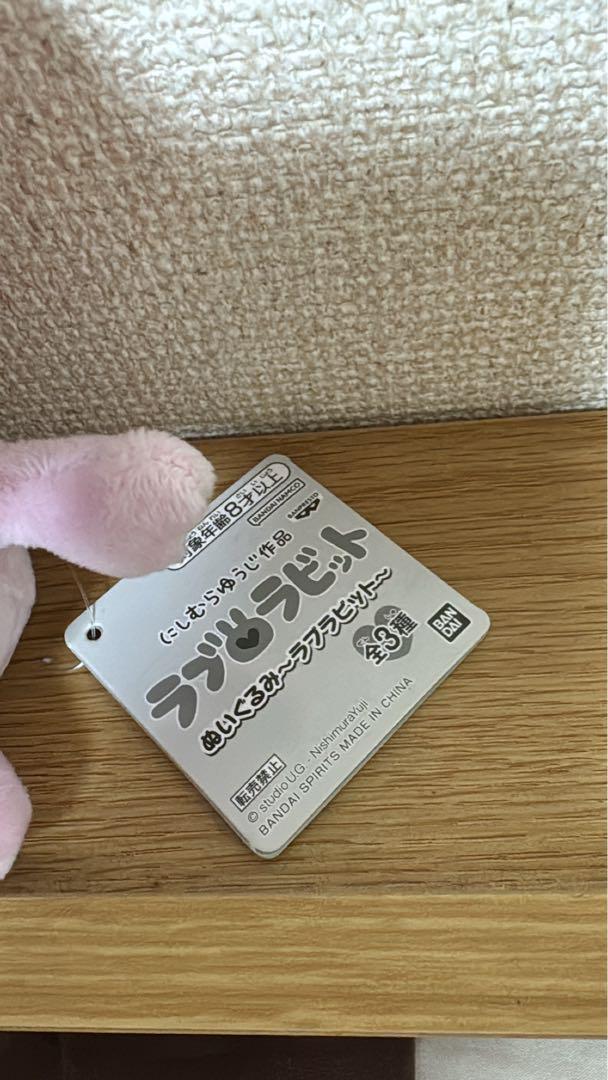 対象年齢8才以上
BANDAI NAMCO
BANPRESTO
にしむらゆうじ作品
ラブラビット
ぬいぐるみ~ラブラビット~
全3種
BANDAI
転売禁止
© studio U.G. - NishimuraYuji
BANDAI SPIRITS MADE IN CHINA